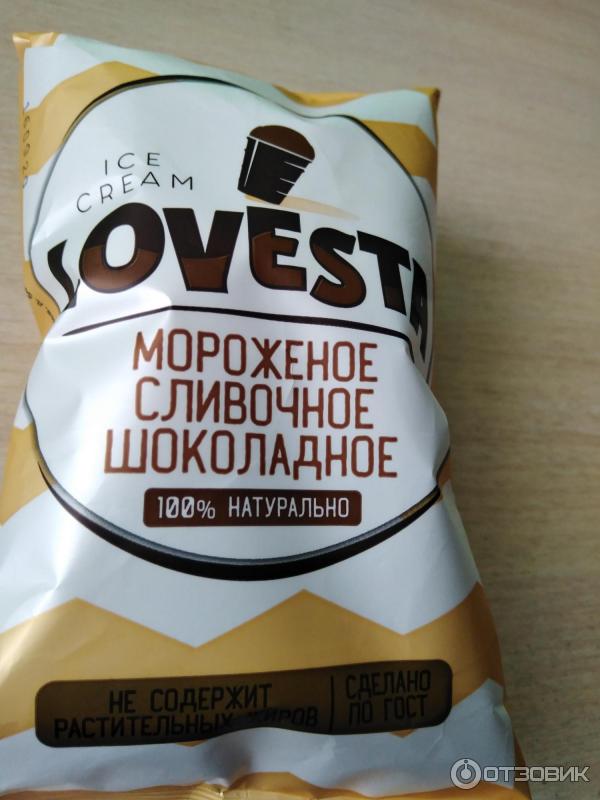 ICE
CREAM
LOVESTA
МОРОЖЕНОЕ
СЛИВОЧНОЕ
ШОКОЛАДНОЕ
100% НАТУРАЛЬНО
НЕ СОДЕРЖИТ
РАСТИТЕЛЬНЫХ ЖИРОВ
СДЕЛАНО
ПО ГОСТ
ОТЗОВИК